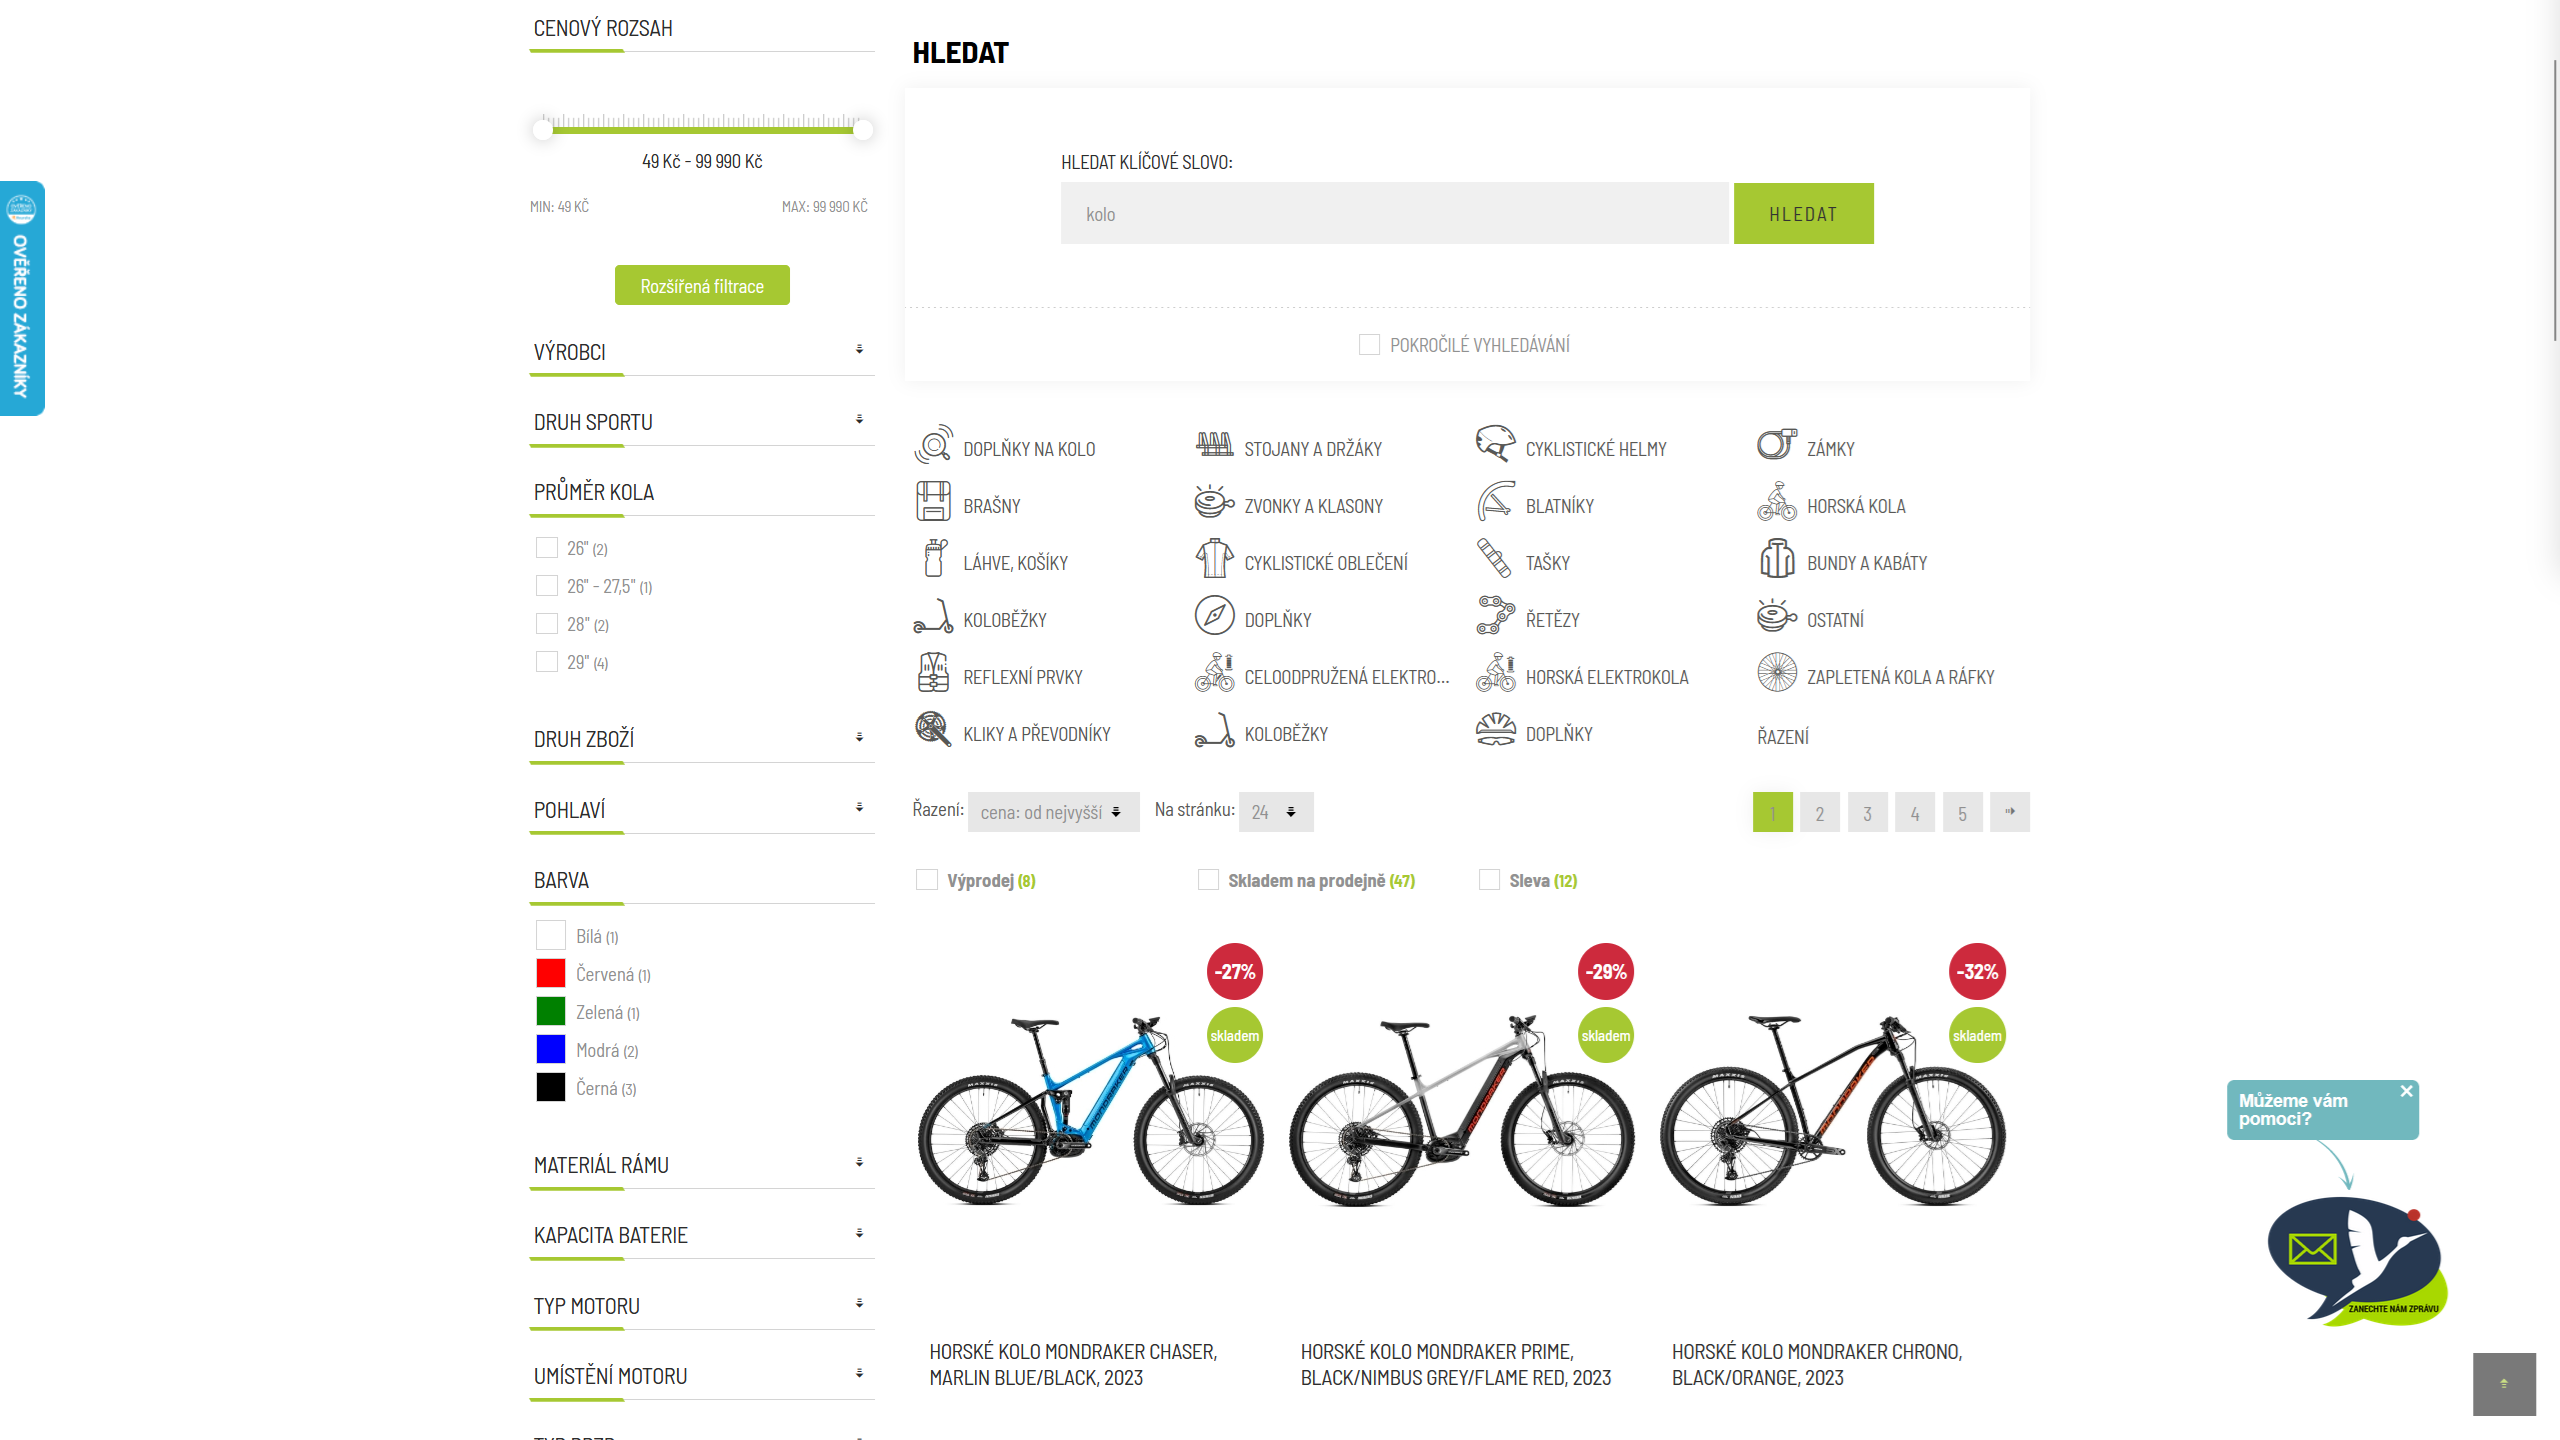 CENOVÝ ROZSAH
49 Kč - 99 990 Kč
MIN: 49 KČ
MAX: 99 990 KČ
Rozšířená filtrace
VÝROBCI
DRUH SPORTU
PRŮMĚR KOLA
26" (2)
26" - 27,5" (1)
28" (2)
29" (4)
DRUH ZBOŽÍ
POHLAVÍ
BARVA
Bílá (1)
Červená (1)
Zelená (1)
Modrá (2)
Černá (3)
MATERIÁL RÁMU
KAPACITA BATERIE
TYP MOTORU
UMÍSTĚNÍ MOTORU
OVĚŘENO ZÁKAZNÍKY
HLEDAT
HLEDAT KLÍČOVÉ SLOVO:
kolo
HLEDAT
POKROČILÉ VYHLEDÁVÁNÍ
DOPLŇKY NA KOLO
STOJANY A DRŽÁKY
CYKLISTICKÉ HELMY
ZÁMKY
BRAŠNY
ZVONKY A KLASONY
BLATNÍKY
HORSKÁ KOLA
LÁHVE, KOŠÍKY
CYKLISTICKÉ OBLEČENÍ
TAŠKY
BUNDY A KABÁTY
KOLOBĚŽKY
DOPLŇKY
ŘETĚZY
OSTATNÍ
REFLEXNÍ PRVKY
CELOODPRUŽENÁ ELEKTRO...
HORSKÁ ELEKTROKOLA
ZAPLETENÁ KOLA A RÁFKY
KLIKY A PŘEVODNÍKY
KOLOBĚŽKY
DOPLŇKY
ŘAZENÍ
Řazení: cena: od nejvyšší
Na stránku: 24
1 2 3 4 5
Výprodej (8)
Skladem na prodejně (47)
Sleva (12)
-27%
skladem
-29%
skladem
-32%
skladem
MONDRAKER
MONDRAKER
MONDRAKER
HORSKÉ KOLO MONDRAKER CHASER,
MARLIN BLUE/BLACK, 2023
HORSKÉ KOLO MONDRAKER PRIME,
BLACK/NIMBUS GREY/FLAME RED, 2023
HORSKÉ KOLO MONDRAKER CHRONO,
BLACK/ORANGE, 2023
Můžeme vám
pomoci?
ZANECHTE NÁM ZPRÁVU